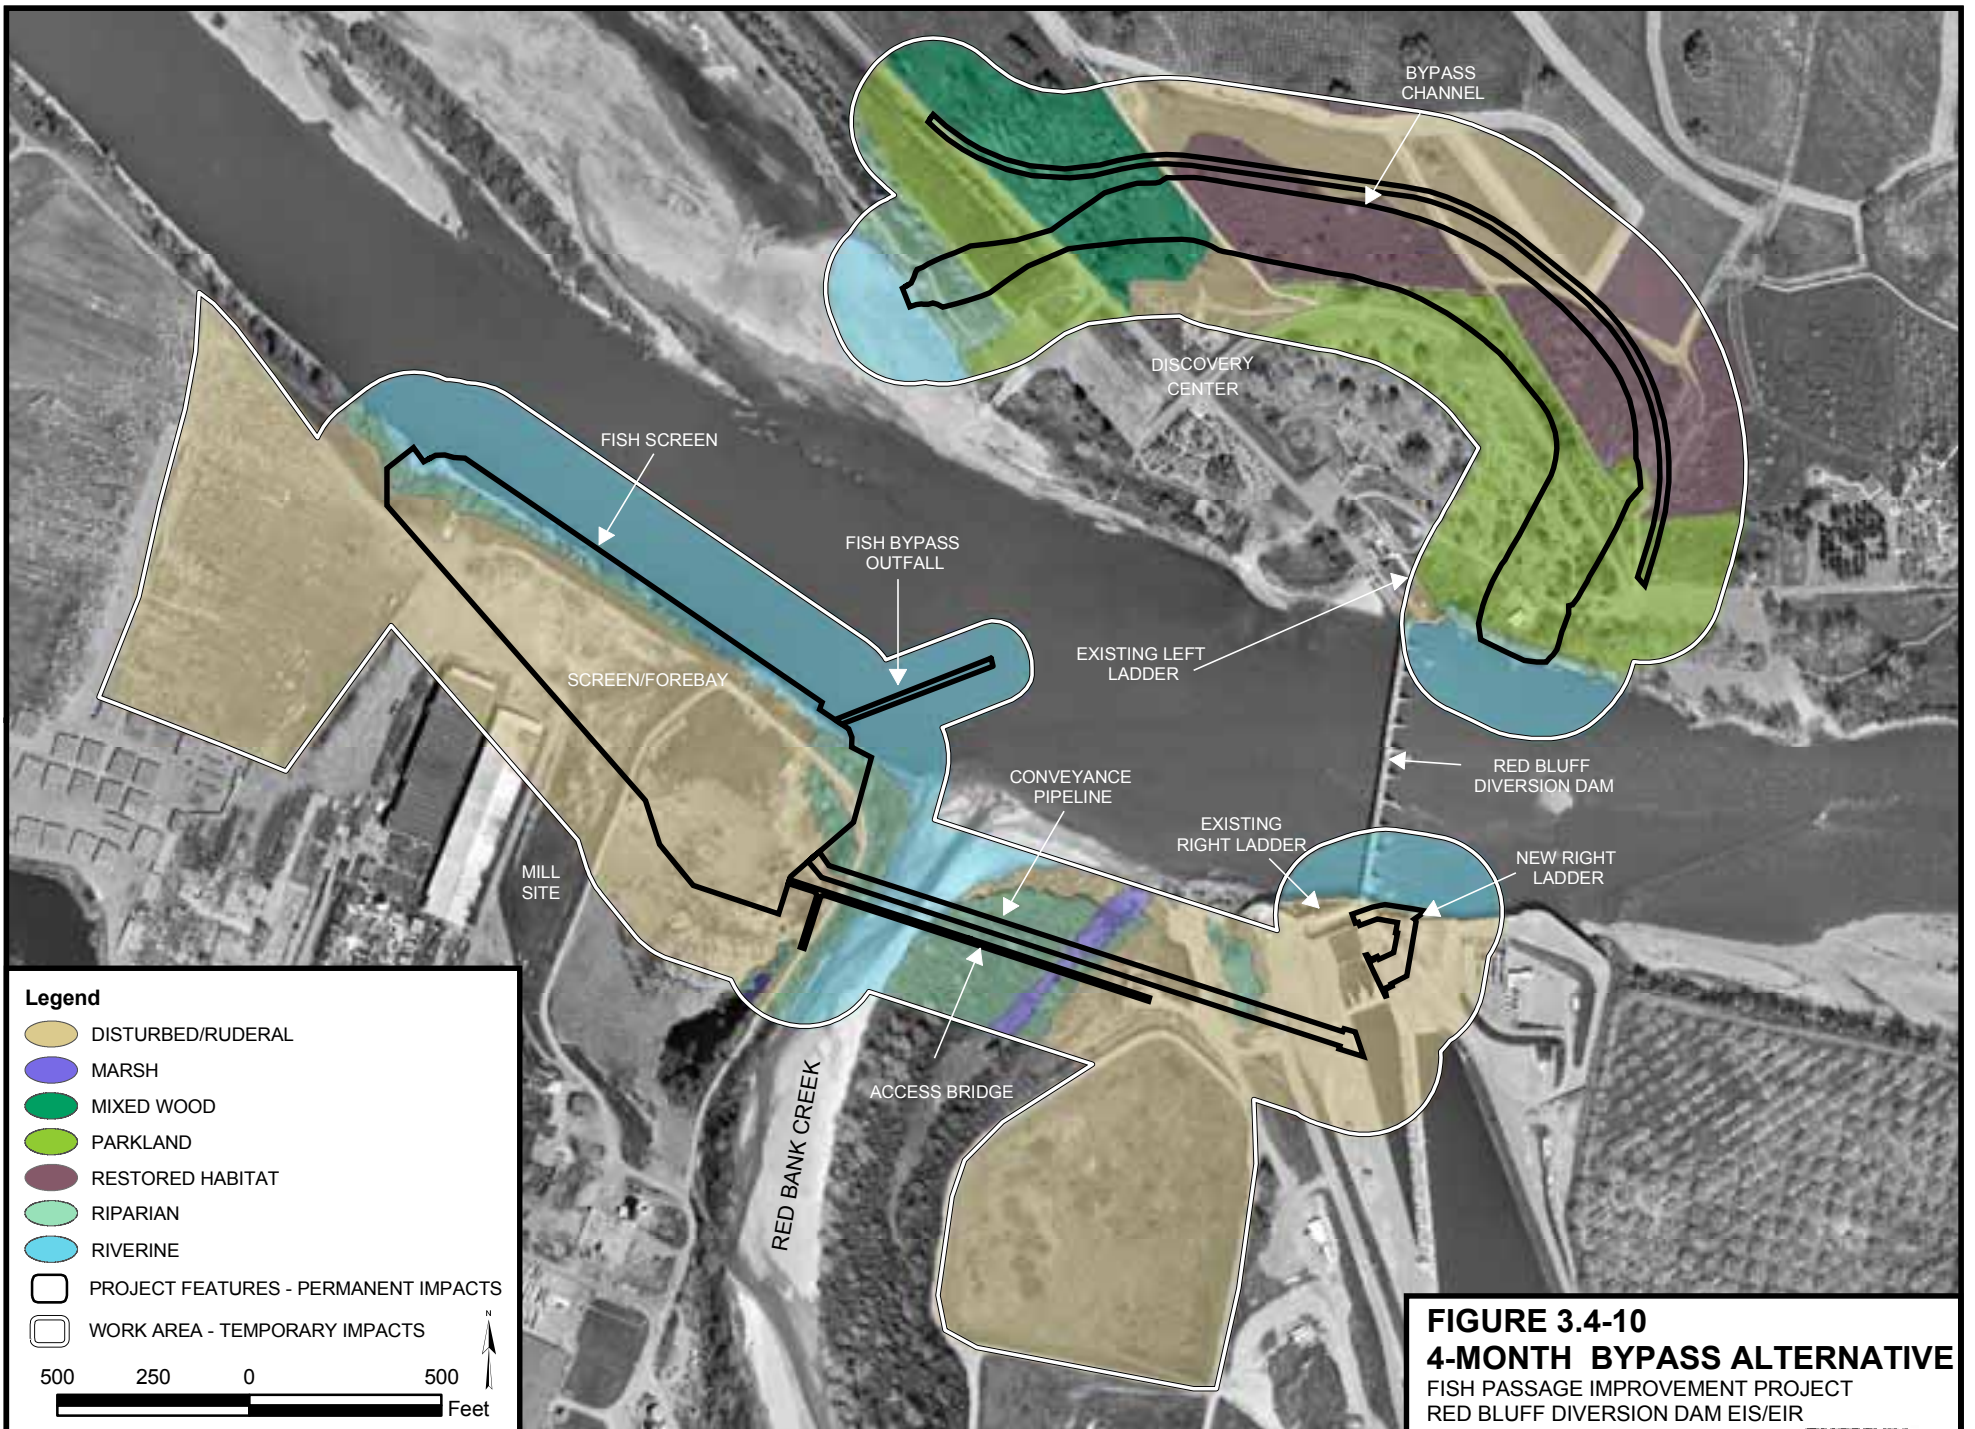 BYPASS
CHANNEL
DISCOVERY
CENTER
FISH SCREEN
FISH BYPASS
OUTFALL
EXISTING LEFT
LADDER
SCREEN/FOREBAY
RED BLUFF
DIVERSION DAM
CONVEYANCE
PIPELINE
EXISTING
RIGHT LADDER
NEW RIGHT
LADDER
MILL
SITE
ACCESS BRIDGE
RED BANK CREEK
Legend
DISTURBED/RUDERAL
MARSH
MIXED WOOD
PARKLAND
RESTORED HABITAT
RIPARIAN
RIVERINE
PROJECT FEATURES - PERMANENT IMPACTS
WORK AREA - TEMPORARY IMPACTS
N
500 250 0 500
Feet
FIGURE 3.4-10
4-MONTH BYPASS ALTERNATIVE
FISH PASSAGE IMPROVEMENT PROJECT
RED BLUFF DIVERSION DAM EIS/EIR